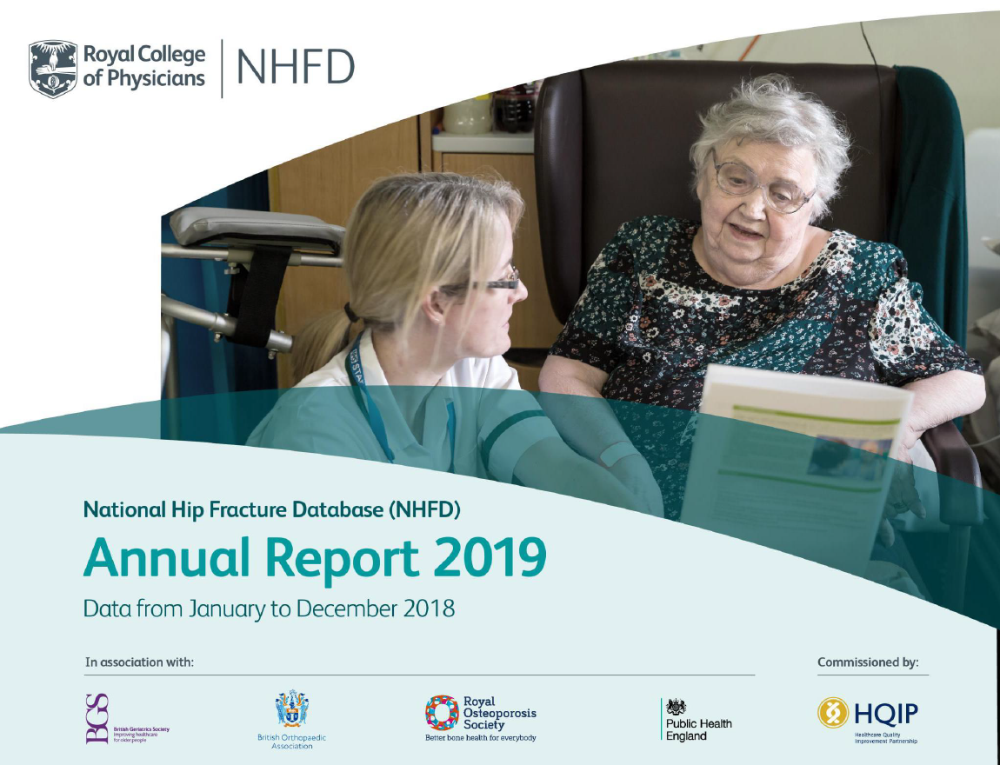 Royal College
of Physicians
NHFD
National Hip Fracture Database (NHFD)
Annual Report 2019
Data from January to December 2018
In association with:
Commissioned by:
BGS
British Geriatrics Society
Improving healthcare
for older people
British Orthopaedic
Association
Royal
Osteoporosis
Society
Better bone health for everybody
Public Health
England
HQIP
Healthcare Quality
Improvement Partnership